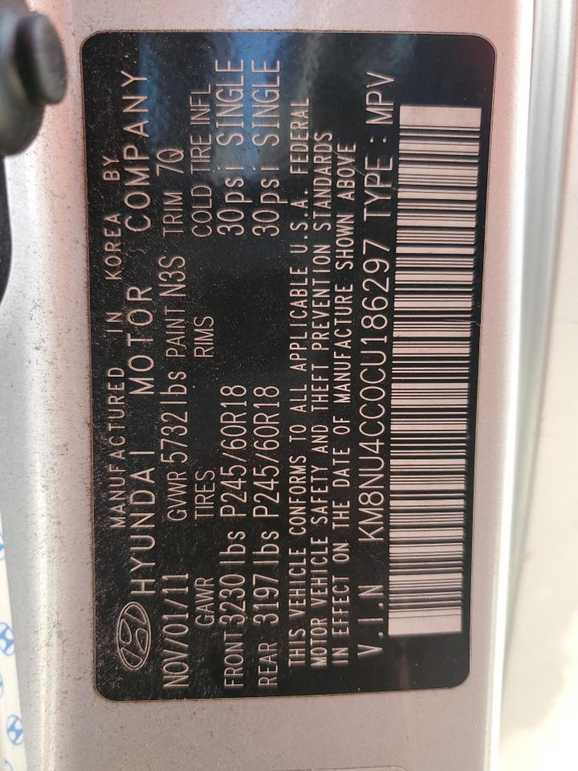 MANUFACTURED IN KOREA BY
HYUNDAI MOTOR COMPANY
NOV/01/11 GVWR 5732 lbs PAINT N3S TRIM 7Q
GAWR TIRES RIMS COLD TIRE INFL
FRONT 3230 lbs P245/60R18 30psi SINGLE
REAR 3197 lbs P245/60R18 30psi SINGLE
THIS VEHICLE CONFORMS TO ALL APPLICABLE U.S.A. FEDERAL
MOTOR VEHICLE SAFETY AND THEFT PREVENTION STANDARDS
IN EFFECT ON THE DATE OF MANUFACTURE SHOWN ABOVE
V.I.N KM8NU4CC0CU186297 TYPE : MPV